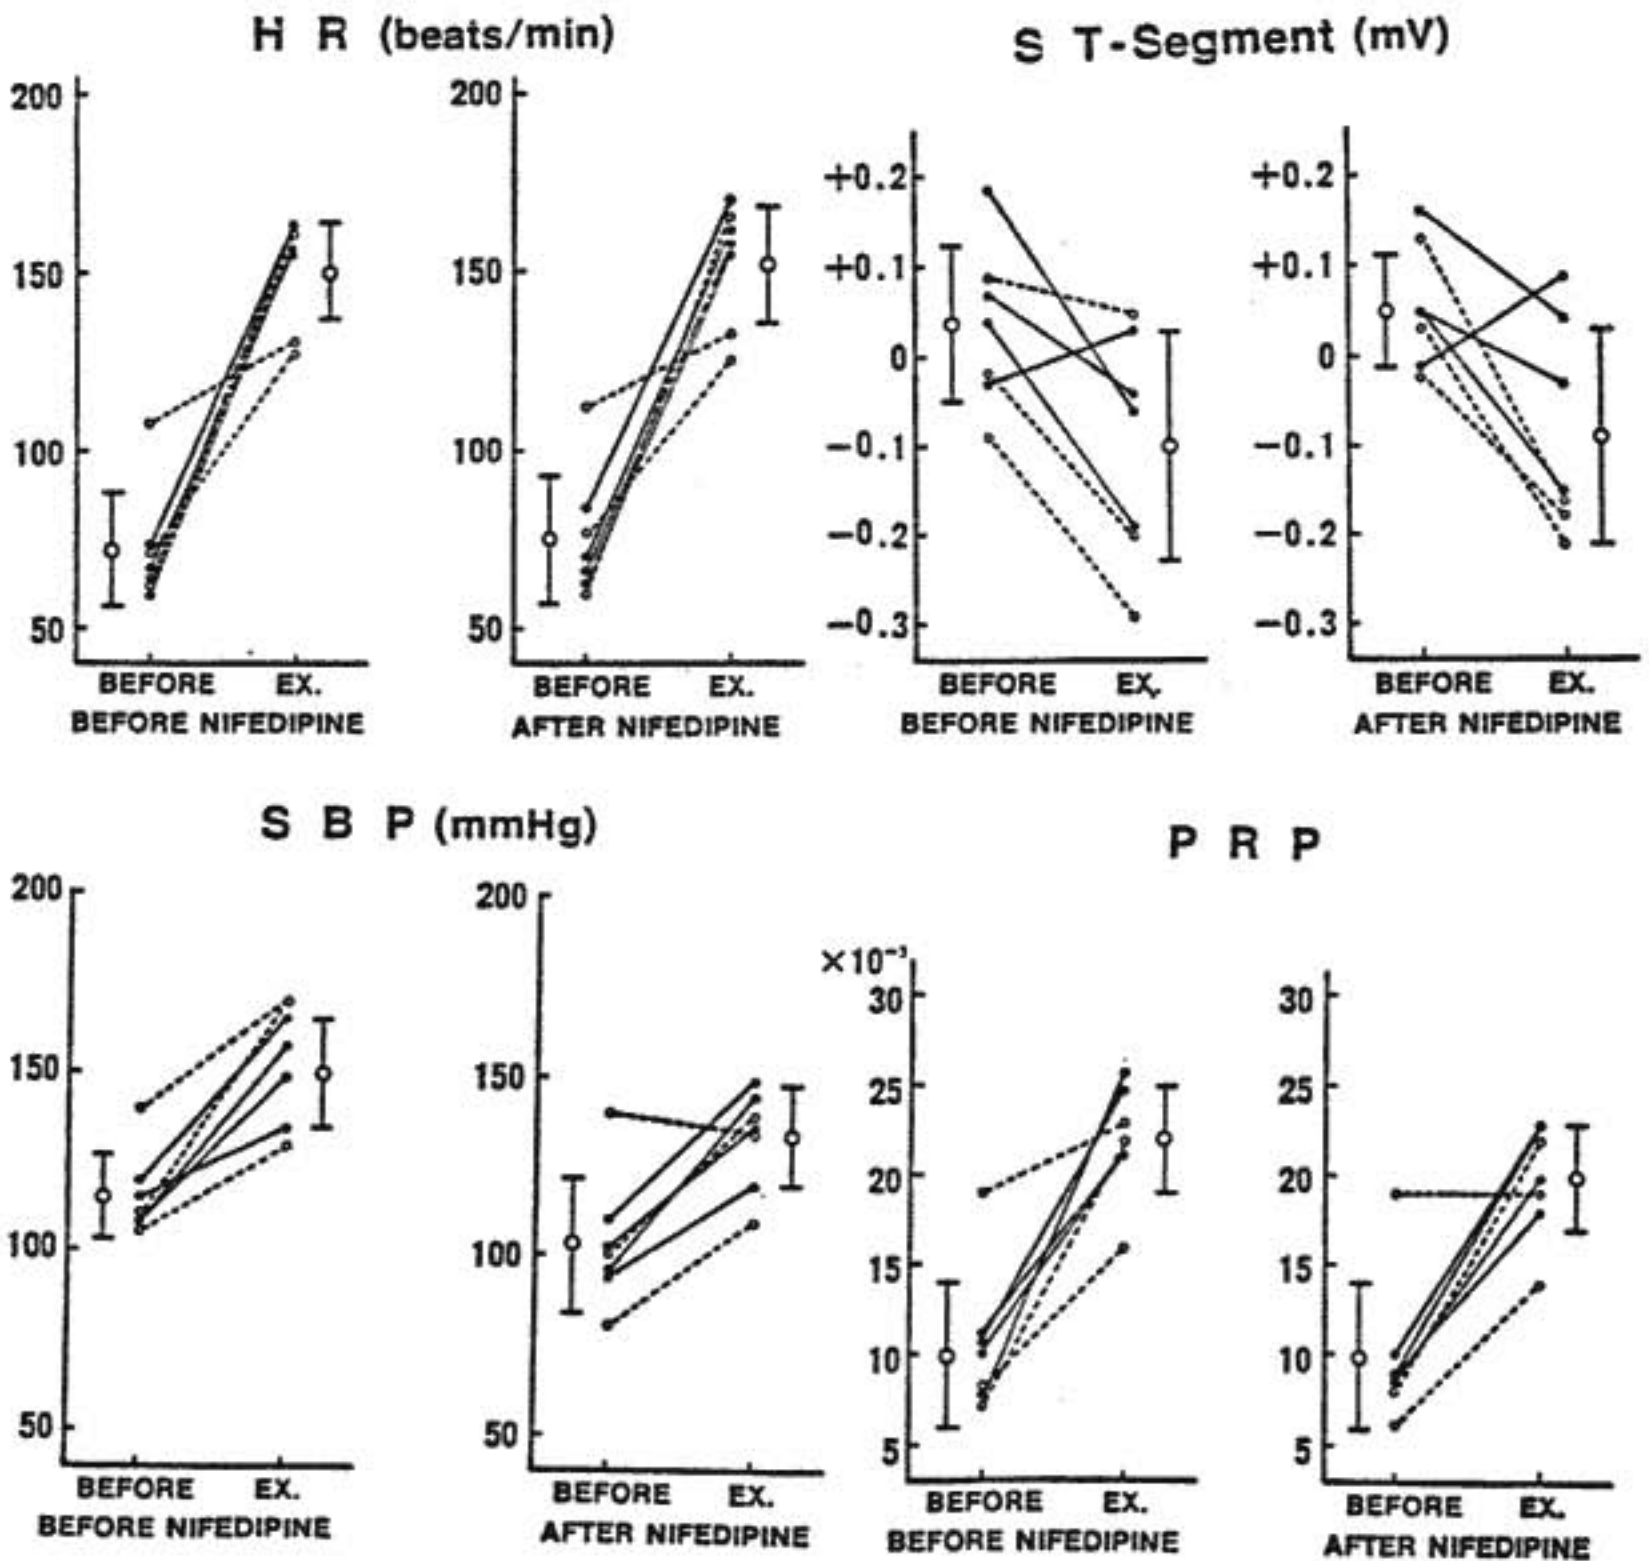 H R (beats/min)
200
150
100
50
BEFORE EX.
BEFORE NIFEDIPINE
200
150
100
50
BEFORE EX.
AFTER NIFEDIPINE
S T-Segment (mV)
+0.2
+0.1
0
−0.1
−0.2
−0.3
BEFORE EX.
BEFORE NIFEDIPINE
+0.2
+0.1
0
−0.1
−0.2
−0.3
BEFORE EX.
AFTER NIFEDIPINE
S B P (mmHg)
200
150
100
50
BEFORE EX.
BEFORE NIFEDIPINE
200
150
100
50
BEFORE EX.
AFTER NIFEDIPINE
P R P
×10⁻³
30
25
20
15
10
5
BEFORE EX.
BEFORE NIFEDIPINE
30
25
20
15
10
5
BEFORE EX.
AFTER NIFEDIPINE